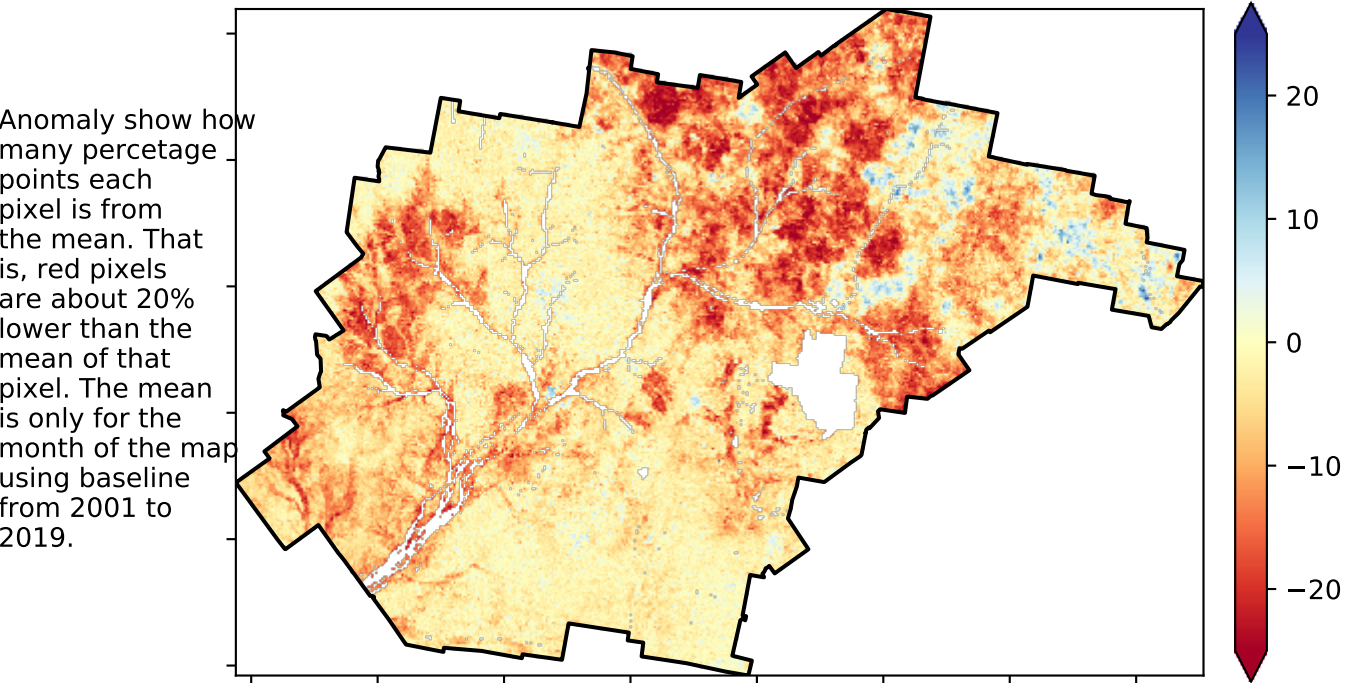 Anomaly show how
many percetage
points each
pixel is from
the mean. That
is, red pixels
are about 20%
lower than the
mean of that
pixel. The mean
is only for the
month of the map
using baseline
from 2001 to
2019.
20
10
0
−10
−20